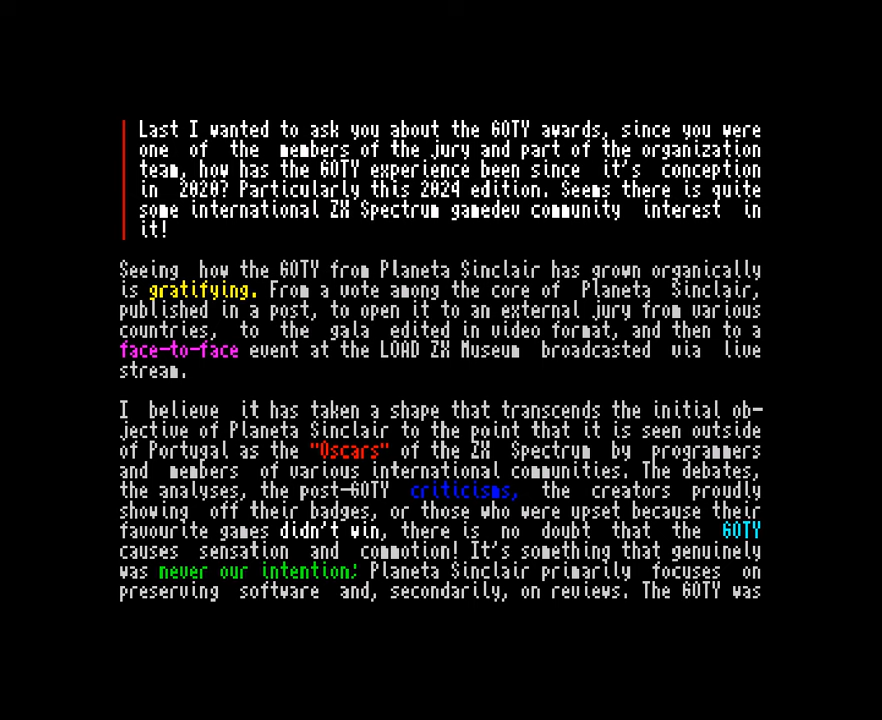 Last I wanted to ask you about the GOTY awards, since you were
one of the members of the jury and part of the organization
team, how has the GOTY experience been since it's conception
in 2020? Particularly this 2024 edition. Seems there is quite
some international ZX Spectrum gamedev community interest in
it!
Seeing how the GOTY from Planeta Sinclair has grown organically
is gratifying. From a vote among the core of Planeta Sinclair,
published in a post, to open it to an external jury from various
countries, to the gala edited in video format, and then to a
face-to-face event at the LOAD ZX Museum broadcasted via live
stream.
I believe it has taken a shape that transcends the initial ob-
jective of Planeta Sinclair to the point that it is seen outside
of Portugal as the "Oscars" of the ZX Spectrum by programmers
and members of various international communities. The debates,
the analyses, the post-GOTY criticisms, the creators proudly
showing off their badges, or those who were upset because their
favourite games didn't win, there is no doubt that the GOTY
causes sensation and commotion! It's something that genuinely
was never our intention: Planeta Sinclair primarily focuses on
preserving software and, secondarily, on reviews. The GOTY was